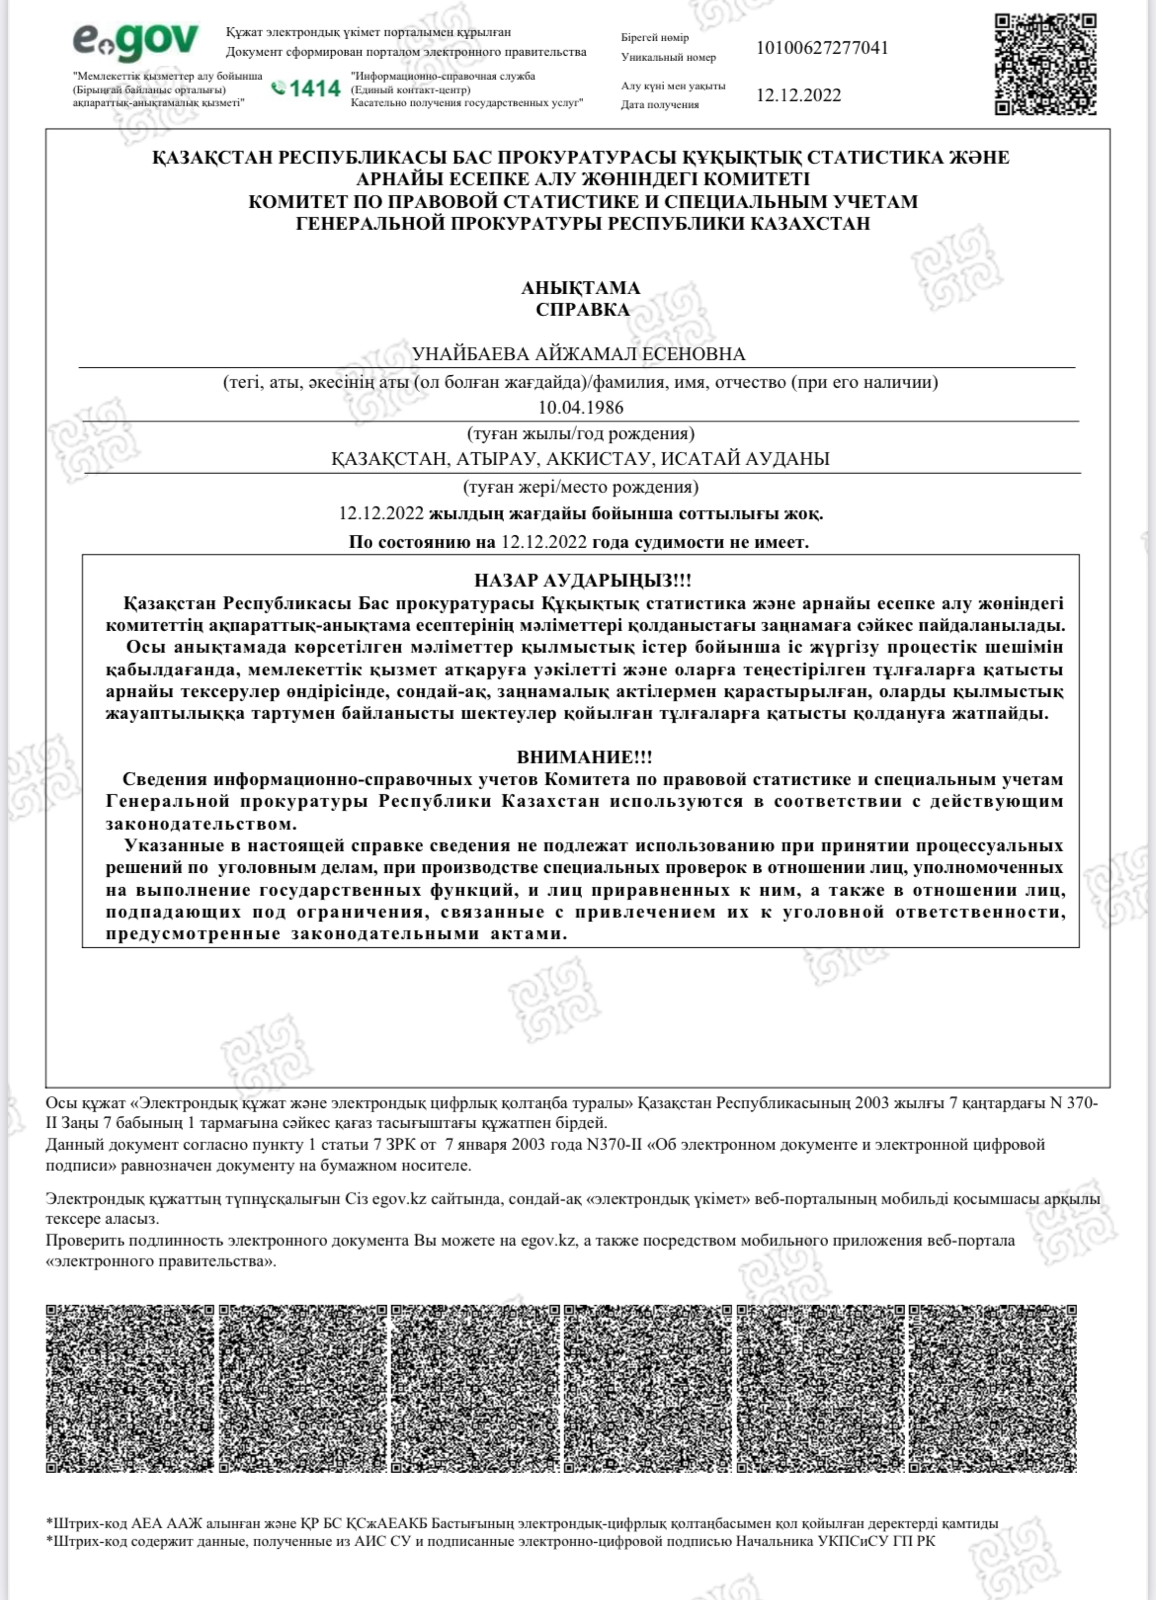 egov
Құжат электрондық үкімет порталымен құрылған
Документ сформирован порталом электронного правительства
"Мемлекеттік қызметтер алу бойынша
(Бірыңғай байланыс орталығы)
ақпараттық-анықтамалық қызметі"
1414
"Информационно-справочная служба
(Единый контакт-центр)
Касательно получения государственных услуг"
Бірегей нөмір
Уникальный номер
10100627277041
Алу күні мен уақыты
Дата получения
12.12.2022
ҚАЗАҚСТАН РЕСПУБЛИКАСЫ БАС ПРОКУРАТУРАСЫ ҚҰҚЫҚТЫҚ СТАТИСТИКА ЖӘНЕ
АРНАЙЫ ЕСЕПКЕ АЛУ ЖӨНІНДЕГІ КОМИТЕТІ
КОМИТЕТ ПО ПРАВОВОЙ СТАТИСТИКЕ И СПЕЦИАЛЬНЫМ УЧЕТАМ
ГЕНЕРАЛЬНОЙ ПРОКУРАТУРЫ РЕСПУБЛИКИ КАЗАХСТАН
АНЫҚТАМА
СПРАВКА
УНАЙБАЕВА АЙЖАМАЛ ЕСЕНОВНА
(тегі, аты, әкесінің аты (ол болған жағдайда)/фамилия, имя, отчество (при его наличии)
10.04.1986
(туған жылы/год рождения)
ҚАЗАҚСТАН, АТЫРАУ, АККИСТАУ, ИСАТАЙ АУДАНЫ
(туған жері/место рождения)
12.12.2022 жылдың жағдайы бойынша соттылығы жоқ.
По состоянию на 12.12.2022 года судимости не имеет.
НАЗАР АУДАРЫҢЫЗ!!!
Қазақстан Республикасы Бас прокуратурасы Құқықтық статистика және арнайы есепке алу жөніндегі
комитеттің ақпараттық-анықтама есептерінің мәліметтері қолданыстағы заңнамаға сәйкес пайдаланылады.
Осы анықтамада көрсетілген мәліметтер қылмыстық істер бойынша іс жүргізу процестік шешімін
қабылдағанда, мемлекеттік қызмет атқаруға уәкілетті және оларға теңестірілген тұлғаларға қатысты
арнайы тексерулер өндірісінде, сондай-ақ, заңнамалық актілермен қарастырылған, оларды қылмыстық
жауаптылыққа тартумен байланысты шектеулер қойылған тұлғаларға қатысты қолдануға жатпайды.
ВНИМАНИЕ!!!
Сведения информационно-справочных учетов Комитета по правовой статистике и специальным учетам
Генеральной прокуратуры Республики Казахстан используются в соответствии с действующим
законодательством.
Указанные в настоящей справке сведения не подлежат использованию при принятии процессуальных
решений по уголовным делам, при производстве специальных проверок в отношении лиц, уполномоченных
на выполнение государственных функций, и лиц приравненных к ним, а также в отношении лиц,
подпадающих под ограничения, связанные с привлечением их к уголовной ответственности,
предусмотренные законодательными актами.
Осы құжат «Электрондық құжат және электрондық цифрлық қолтаңба туралы» Қазақстан Республикасының 2003 жылғы 7 қаңтардағы N 370-
II Заңы 7 бабының 1 тармағына сәйкес қағаз тасығыштағы құжатпен бірдей.
Данный документ согласно пункту 1 статьи 7 ЗРК от 7 января 2003 года N370-II «Об электронном документе и электронной цифровой
подписи» равнозначен документу на бумажном носителе.
Электрондық құжаттың түпнұсқалығын Сіз egov.kz сайтында, сондай-ақ «электрондық үкімет» веб-порталының мобильді қосымшасы арқылы
тексере аласыз.
Проверить подлинность электронного документа Вы можете на egov.kz, а также посредством мобильного приложения веб-портала
«электронного правительства».
*Штрих-код АЕА ААЖ алынған және ҚР БС ҚСжАЕАКБ Бастығының электрондық-цифрлық қолтаңбасымен қол қойылған деректерді қамтиды
*Штрих-код содержит данные, полученные из АИС СУ и подписанные электронно-цифровой подписью Начальника УКПСиСУ ГП РК